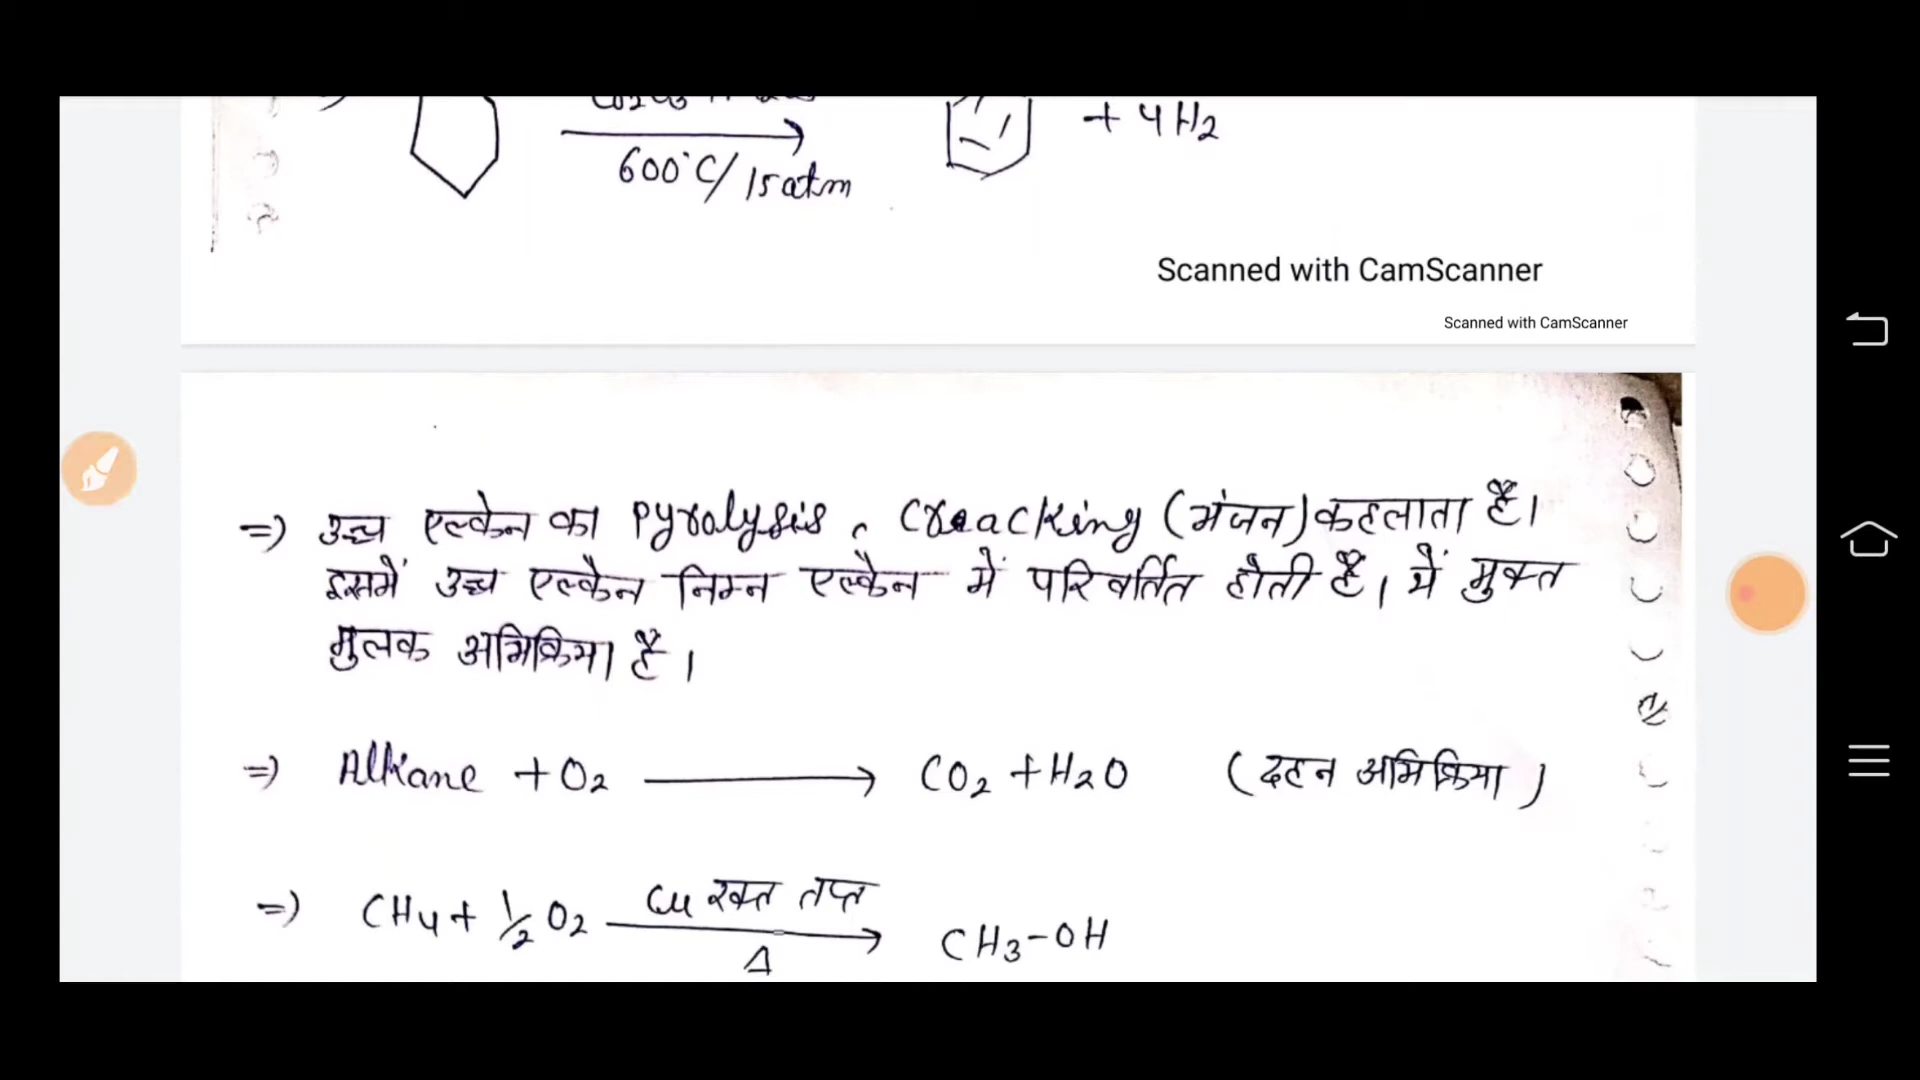 + 4H2
600°C/15atm
Scanned with CamScanner
Scanned with CamScanner
=) उच्च एल्केन का Pyrolysis, Creacking (भंजन) कहलाता है।
इसमें उच्च एल्कैन निम्न एल्कैन में परिवर्तित होती है। में मुक्त
मुलक अभिक्रिया है।
=) Alkane + O2 ⟶ CO2 + H2O (दहन अभिक्रिया)
Cu रक्त तप्त
=) CH4 + 1/2 O2 ⟶ CH3-OH
Δ